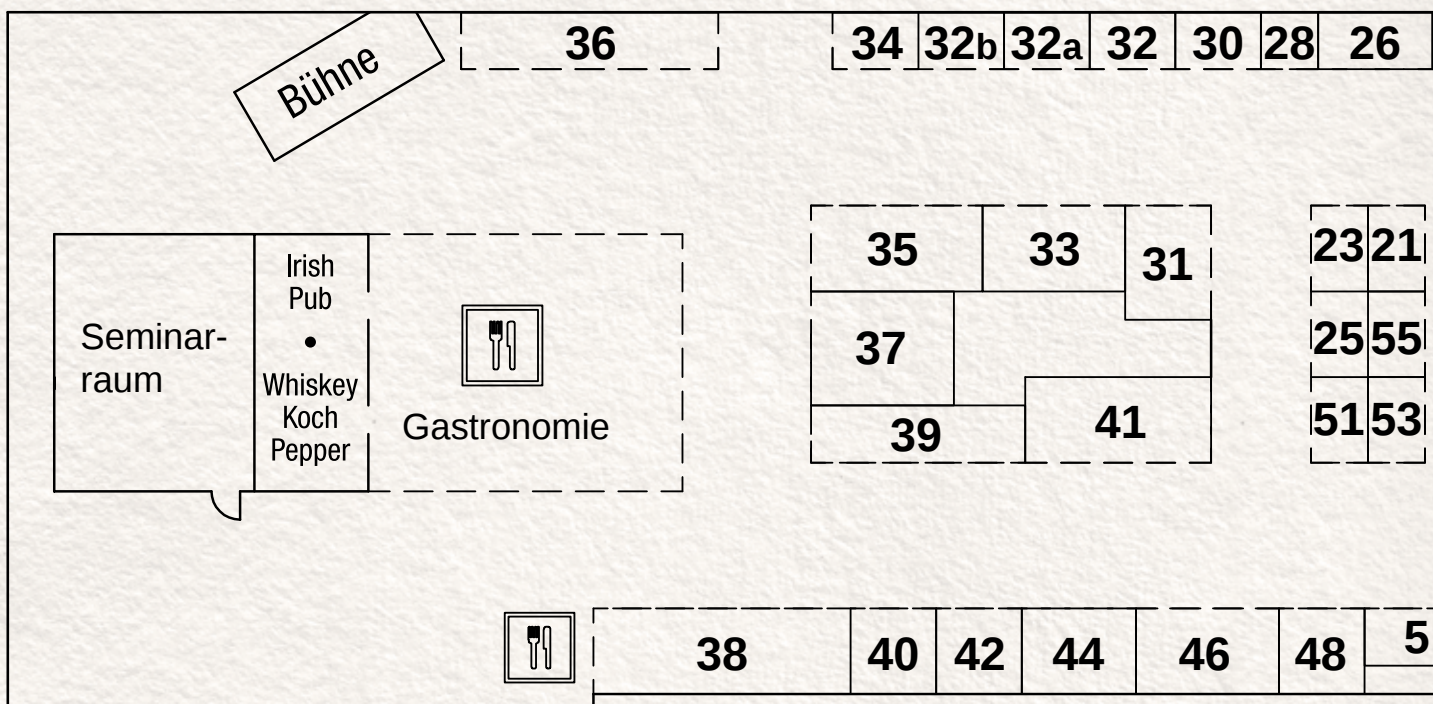 Bühne
36
34 32b 32a 32 30 28 26
35 33 31
23 21
Irish
Pub
•
Whiskey
Koch
Pepper
Seminar-
raum
Gastronomie
37
25 55
39 41
51 53
38 40 42 44 46 48 5